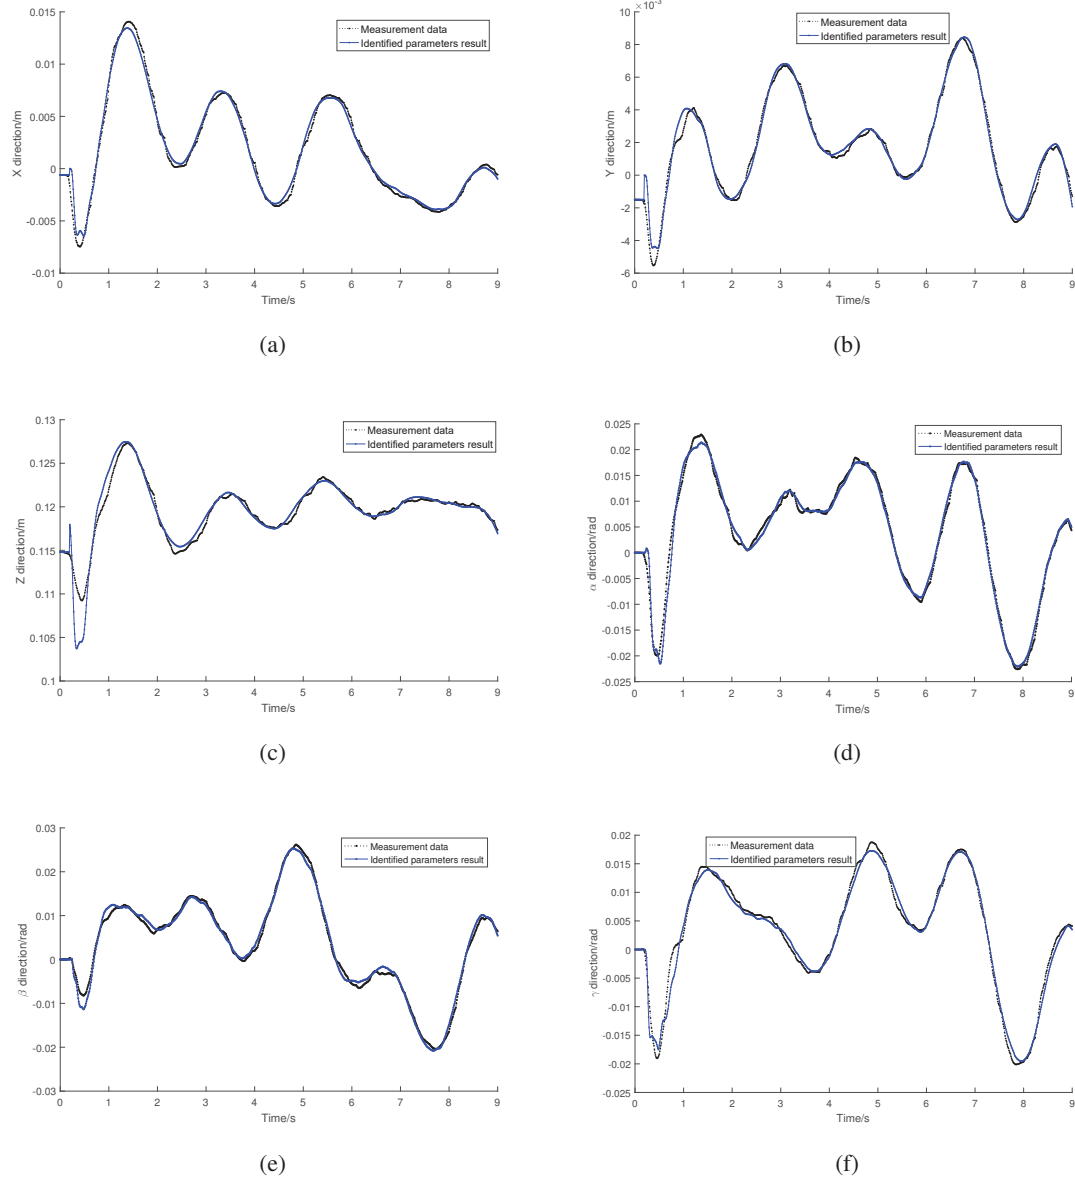 0.015
0.01
0.005
0
-0.005
-0.01
X direction/m
0 1 2 3 4 5 6 7 8 9
Time/s
Measurement data
Identified parameters result
(a)
×10⁻³
10
8
6
4
2
0
-2
-4
-6
Y direction/m
0 1 2 3 4 5 6 7 8 9
Time/s
Measurement data
Identified parameters result
(b)
0.13
0.125
0.12
0.115
0.11
0.105
0.1
Z direction/m
0 1 2 3 4 5 6 7 8 9
Time/s
Measurement data
Identified parameters result
(c)
0.025
0.02
0.015
0.01
0.005
0
-0.005
-0.01
-0.015
-0.02
-0.025
α direction/rad
0 1 2 3 4 5 6 7 8 9
Time/s
Measurement data
Identified parameters result
(d)
0.03
0.02
0.01
0
-0.01
-0.02
-0.03
β direction/rad
0 1 2 3 4 5 6 7 8 9
Time/s
Measurement data
Identified parameters result
(e)
0.02
0.015
0.01
0.005
0
-0.005
-0.01
-0.015
-0.02
-0.025
γ direction/rad
0 1 2 3 4 5 6 7 8 9
Time/s
Measurement data
Identified parameters result
(f)